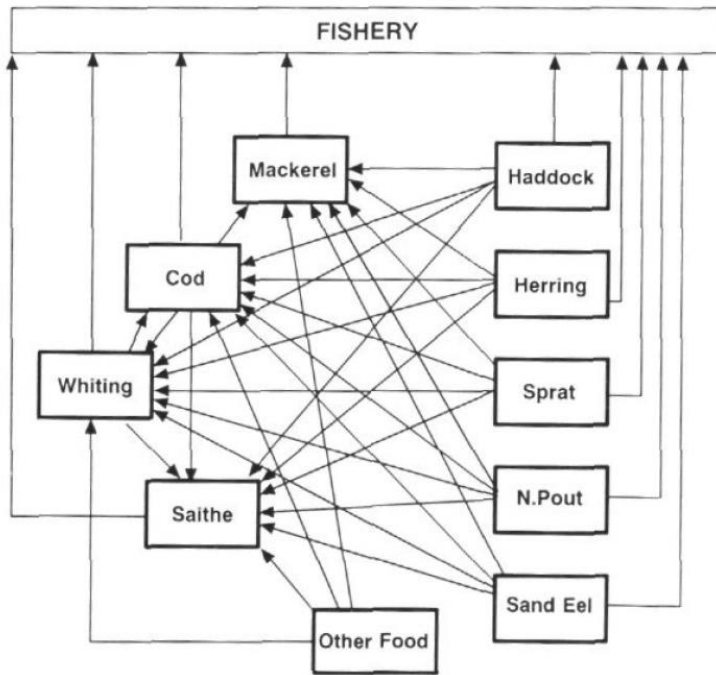 FISHERY
Mackerel
Haddock
Cod
Herring
Whiting
Sprat
Saithe
N.Pout
Sand Eel
Other Food